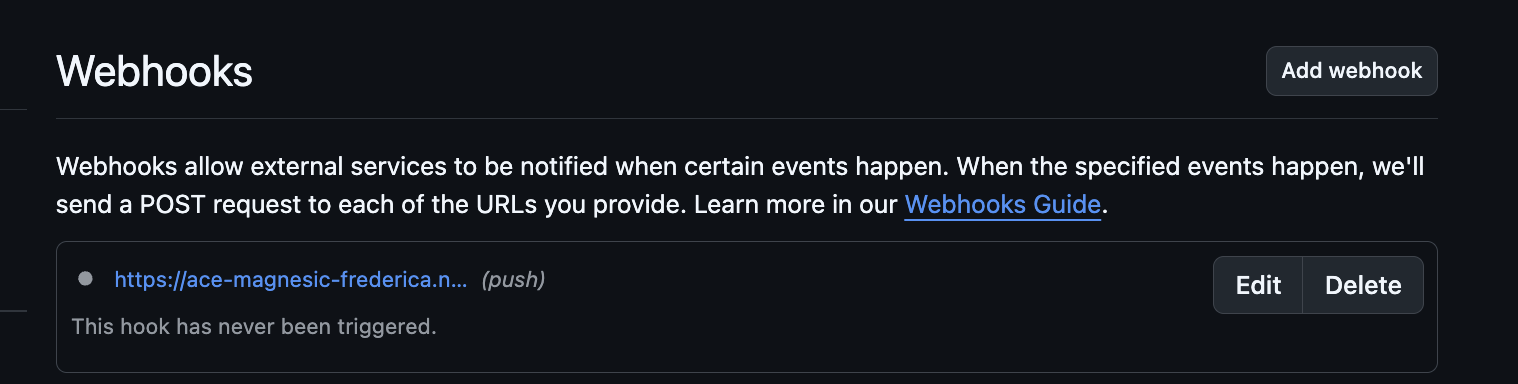 Webhooks
Add webhook
Webhooks allow external services to be notified when certain events happen. When the specified events happen, we'll
send a POST request to each of the URLs you provide. Learn more in our Webhooks Guide.
https://ace-magnesic-frederica.n... (push)
Edit
Delete
This hook has never been triggered.